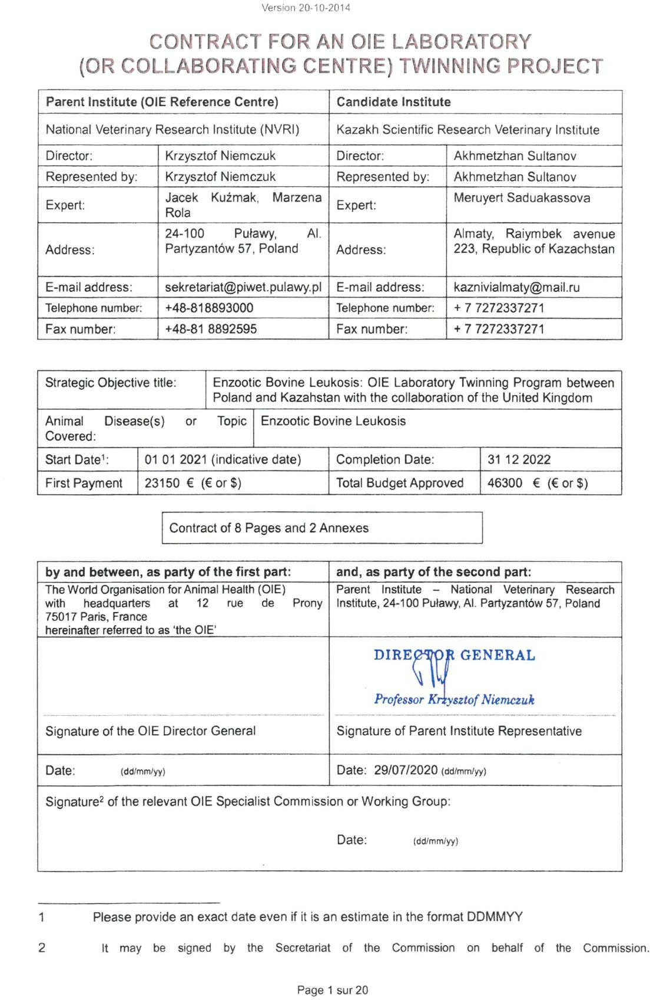 Version 20-10-2014
CONTRACT FOR AN OIE LABORATORY
(OR COLLABORATING CENTRE) TWINNING PROJECT
Parent Institute (OIE Reference Centre) Candidate Institute
National Veterinary Research Institute (NVRI) Kazakh Scientific Research Veterinary Institute
Director: Krzysztof Niemczuk Director: Akhmetzhan Sultanov
Represented by: Krzysztof Niemczuk Represented by: Akhmetzhan Sultanov
Expert: Jacek Kuźmak, Marzena
Rola Expert: Meruyert Saduakassova
Address: 24-100 Puławy, Al.
Partyzantów 57, Poland Address: Almaty, Raiymbek avenue
223, Republic of Kazachstan
E-mail address: sekretariat@piwet.pulawy.pl E-mail address: kaznivialmaty@mail.ru
Telephone number: +48-818893000 Telephone number: + 7 7272337271
Fax number: +48-81 8892595 Fax number: + 7 7272337271
Strategic Objective title: Enzootic Bovine Leukosis: OIE Laboratory Twinning Program between
Poland and Kazahstan with the collaboration of the United Kingdom
Animal Disease(s) or Topic
Covered: Enzootic Bovine Leukosis
Start Date¹: 01 01 2021 (indicative date) Completion Date: 31 12 2022
First Payment 23150 € (€ or $) Total Budget Approved 46300 € (€ or $)
Contract of 8 Pages and 2 Annexes
by and between, as party of the first part: and, as party of the second part:
The World Organisation for Animal Health (OIE)
with headquarters at 12 rue de Prony
75017 Paris, France
hereinafter referred to as 'the OIE'
Parent Institute – National Veterinary Research
Institute, 24-100 Puławy, Al. Partyzantów 57, Poland
DIRECTOR GENERAL
Professor Krzysztof Niemczuk
Signature of the OIE Director General Signature of Parent Institute Representative
Date: (dd/mm/yy) Date: 29/07/2020 (dd/mm/yy)
Signature² of the relevant OIE Specialist Commission or Working Group:
Date: (dd/mm/yy)
1 Please provide an exact date even if it is an estimate in the format DDMMYY
2 It may be signed by the Secretariat of the Commission on behalf of the Commission.
Page 1 sur 20